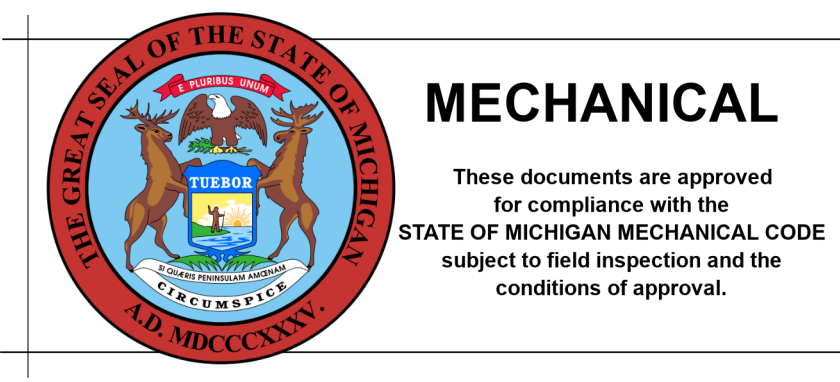 THE GREAT SEAL OF THE STATE OF MICHIGAN
E PLURIBUS UNUM
TUEBOR
SI QUÆRIS PENINSULAM AMŒNAM
CIRCUMSPICE
A.D. MDCCCXXXV.
MECHANICAL
These documents are approved
for compliance with the
STATE OF MICHIGAN MECHANICAL CODE
subject to field inspection and the
conditions of approval.